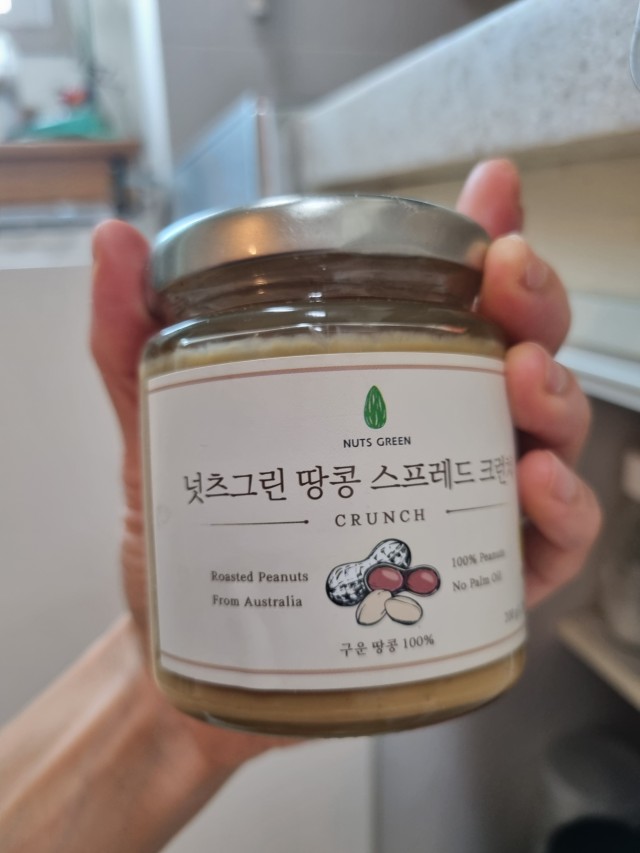 NUTS GREEN
넛츠그린 땅콩 스프레드 크런치
CRUNCH
Roasted Peanuts
From Australia
100% Peanuts
No Palm Oil
구운 땅콩 100%